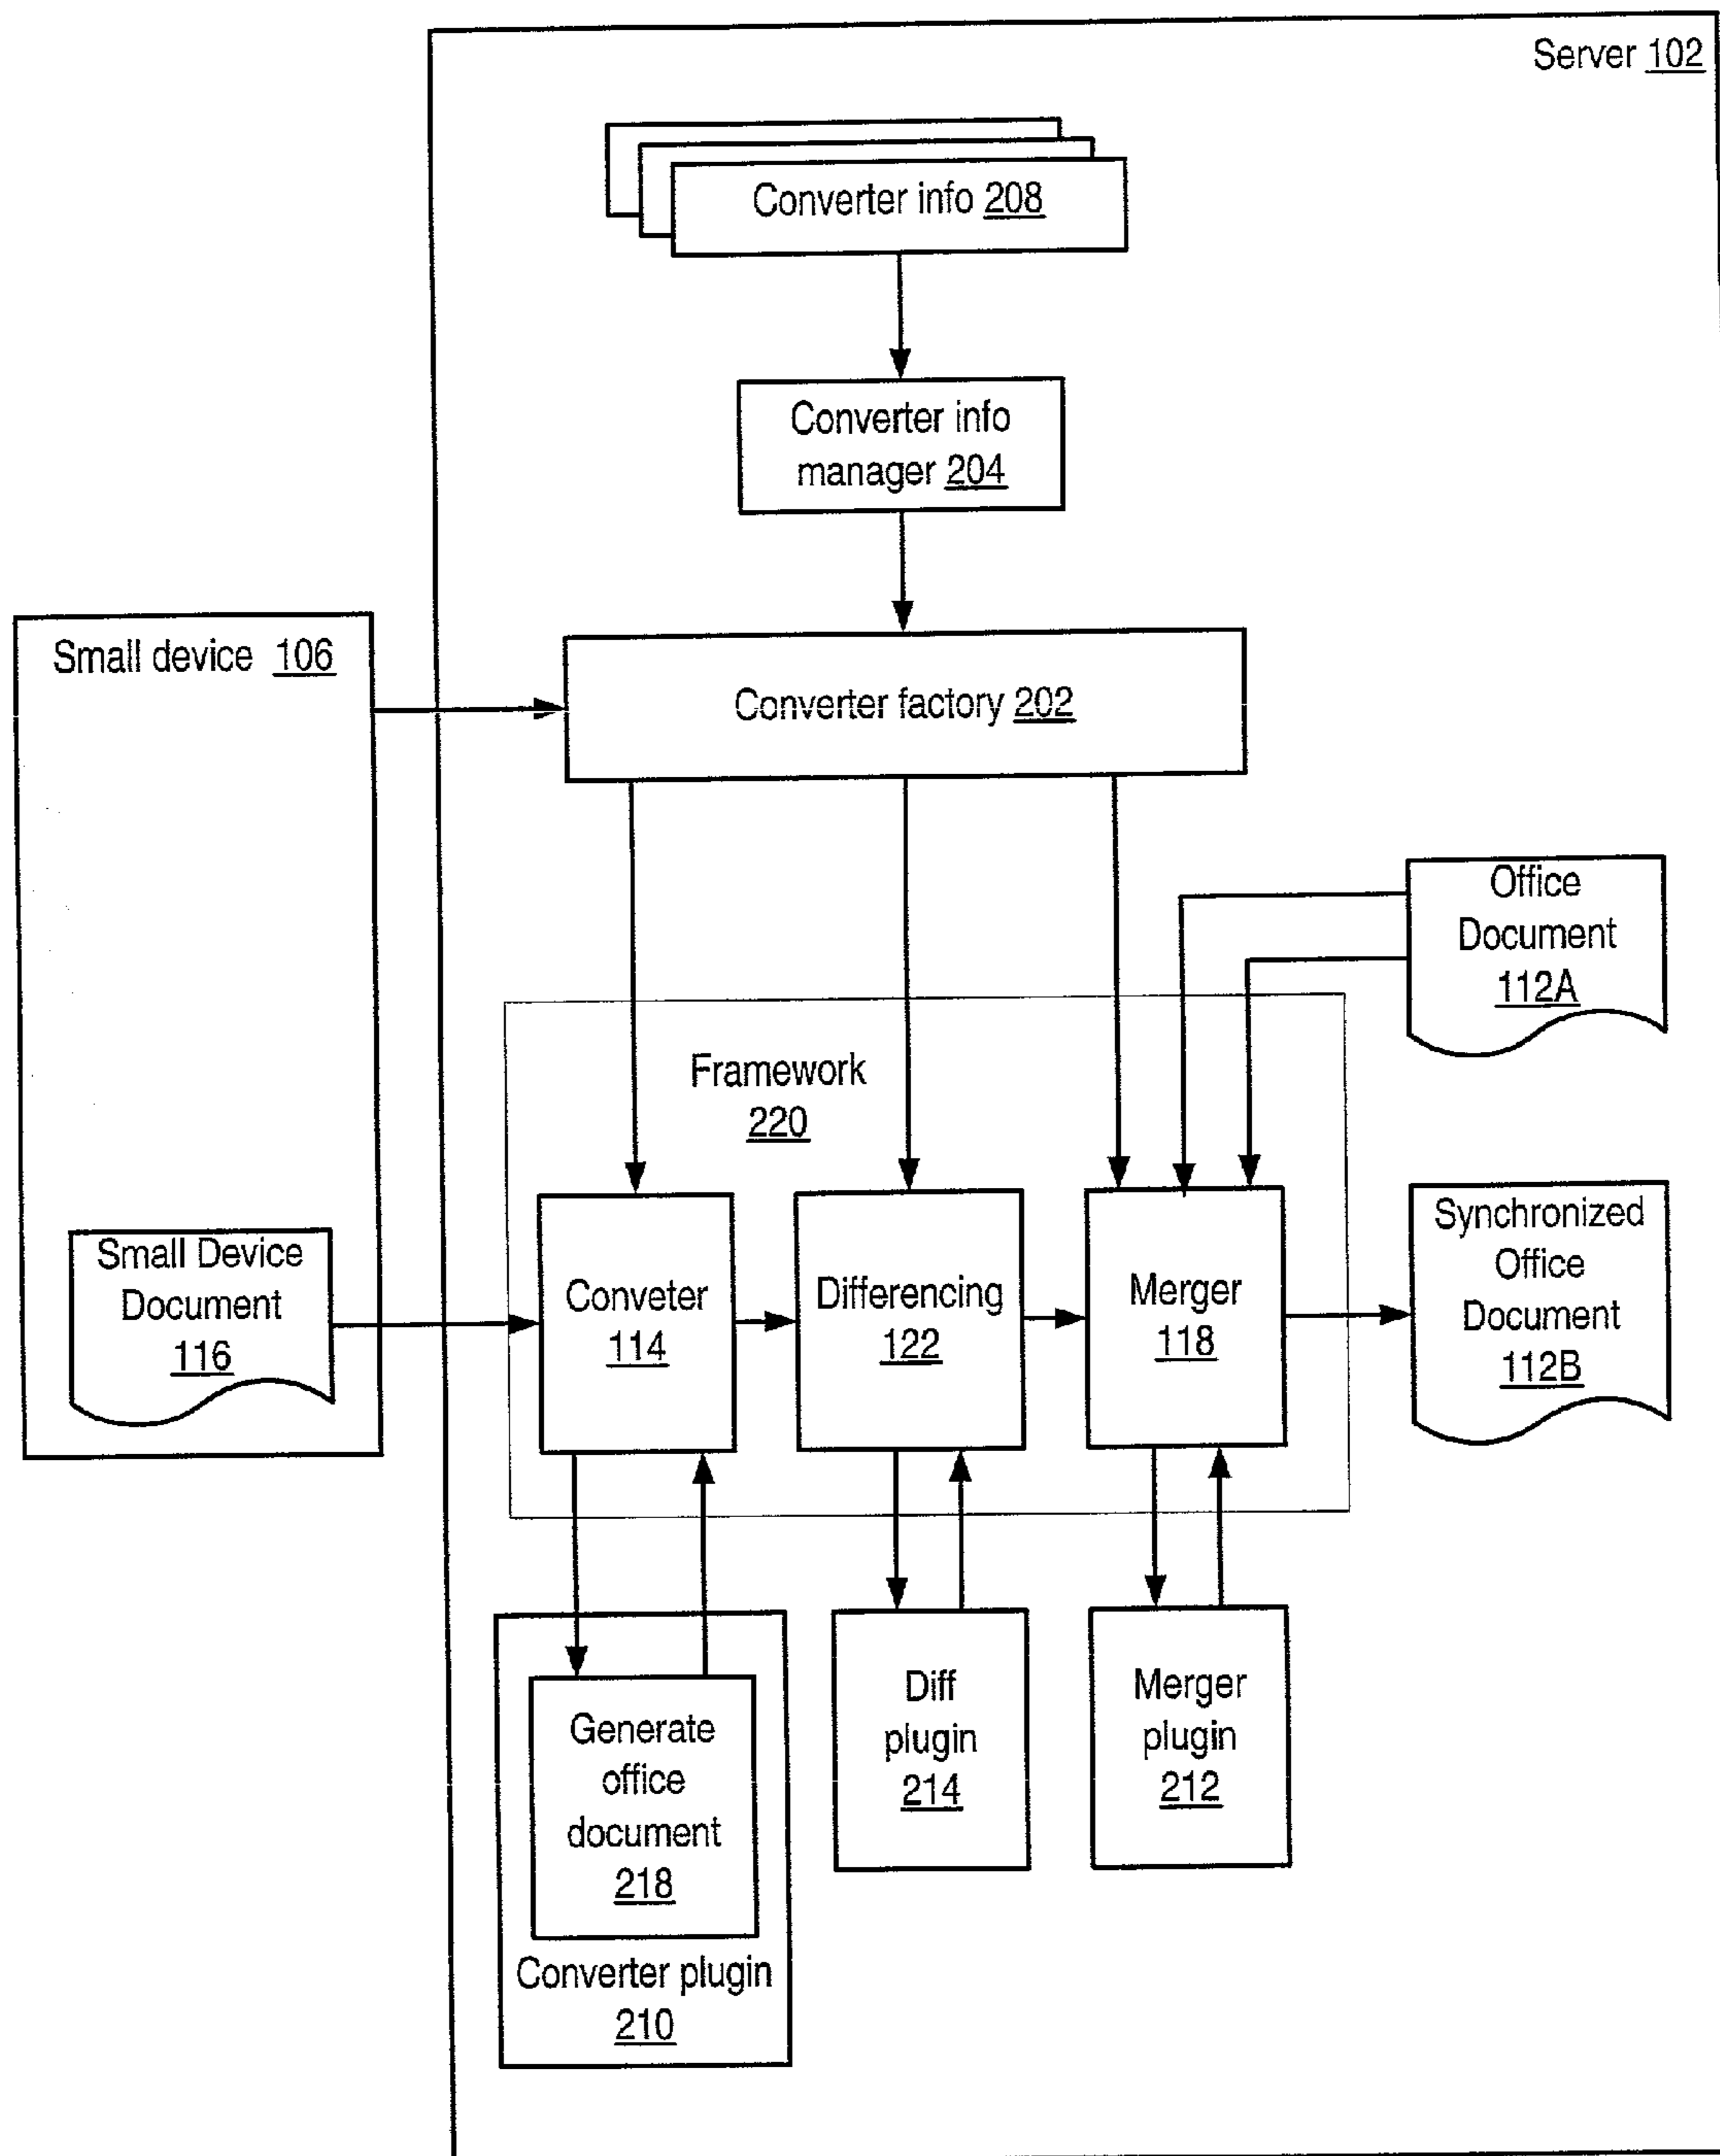 Server 102
Converter info 208
Converter info
manager 204
Small device 106
Converter factory 202
Office
Document
112A
Framework
220
Small Device
Document
116
Conveter
114
Differencing
122
Merger
118
Synchronized
Office
Document
112B
Generate
office
document
218
Converter plugin
210
Diff
plugin
214
Merger
plugin
212